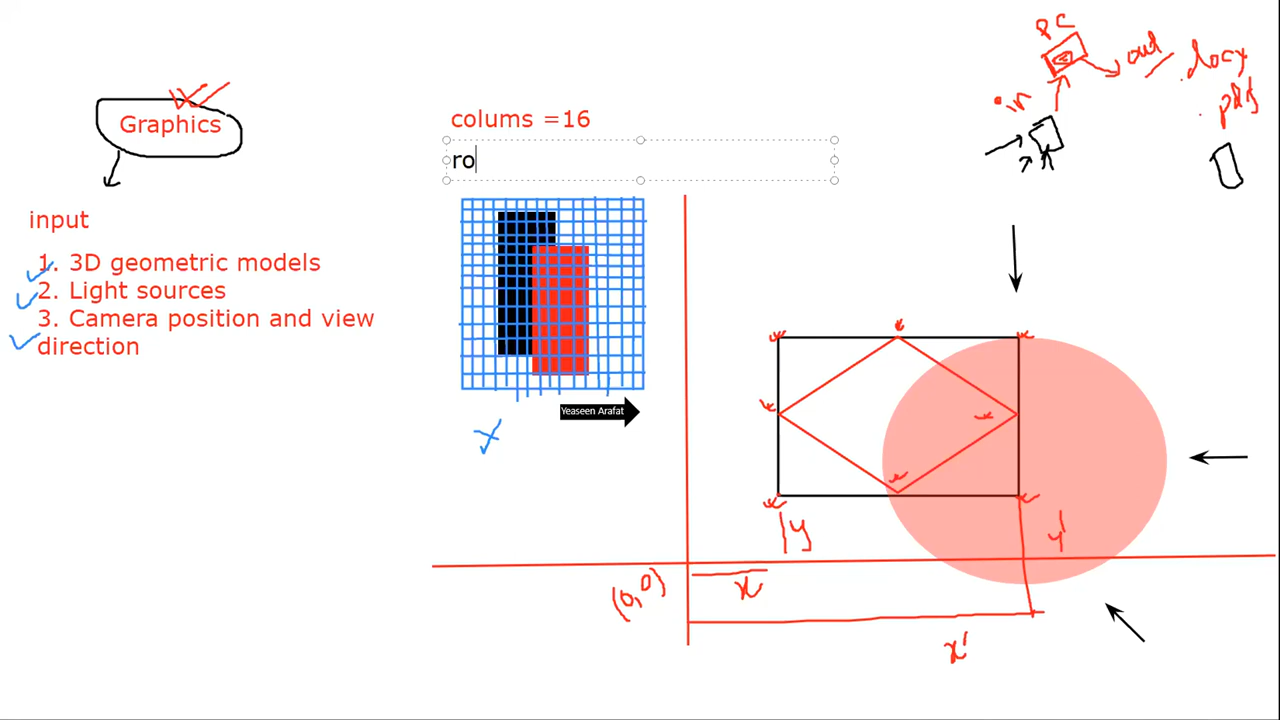 Graphics
input
1. 3D geometric models
2. Light sources
3. Camera position and view
direction
colums =16
ro
Yeaseen Arafat
PC
in
out
.docx
.pdf
y
y'
(0,0)
x
x'